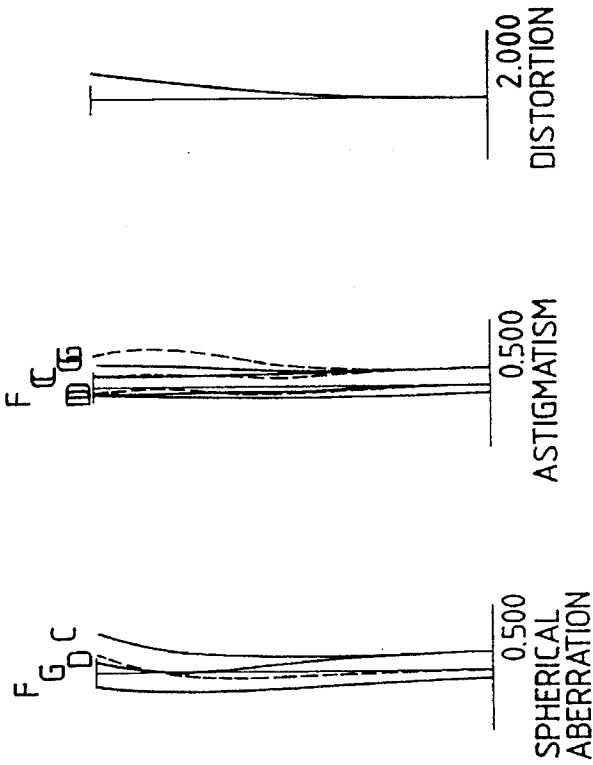 F
G
D
C
0.500
SPHERICAL
ABERRATION
F
C
G
D
0.500
ASTIGMATISM
2.000
DISTORTION